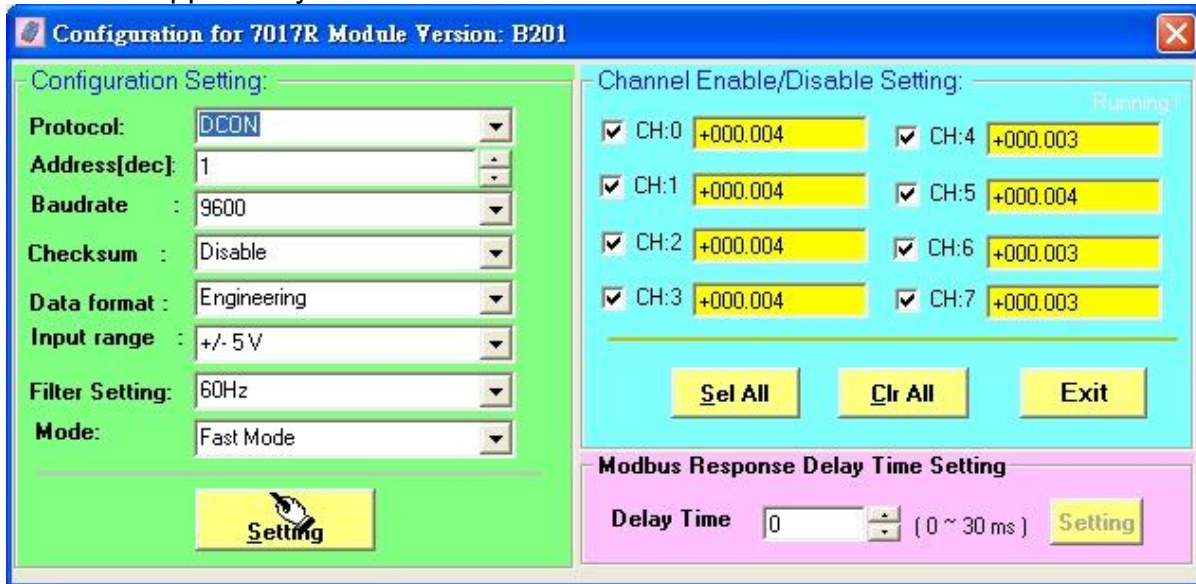 Configuration for 7017R Module Version: B201
Configuration Setting:
Protocol: DCON
Address[dec]: 1
Baudrate : 9600
Checksum : Disable
Data format : Engineering
Input range : +/- 5 V
Filter Setting: 60Hz
Mode: Fast Mode
Setting
Channel Enable/Disable Setting:
Running!
CH:0 +000.004 CH:4 +000.003
CH:1 +000.004 CH:5 +000.004
CH:2 +000.004 CH:6 +000.003
CH:3 +000.004 CH:7 +000.003
Sel All Clr All Exit
Modbus Response Delay Time Setting
Delay Time 0 ( 0 ~ 30 ms ) Setting